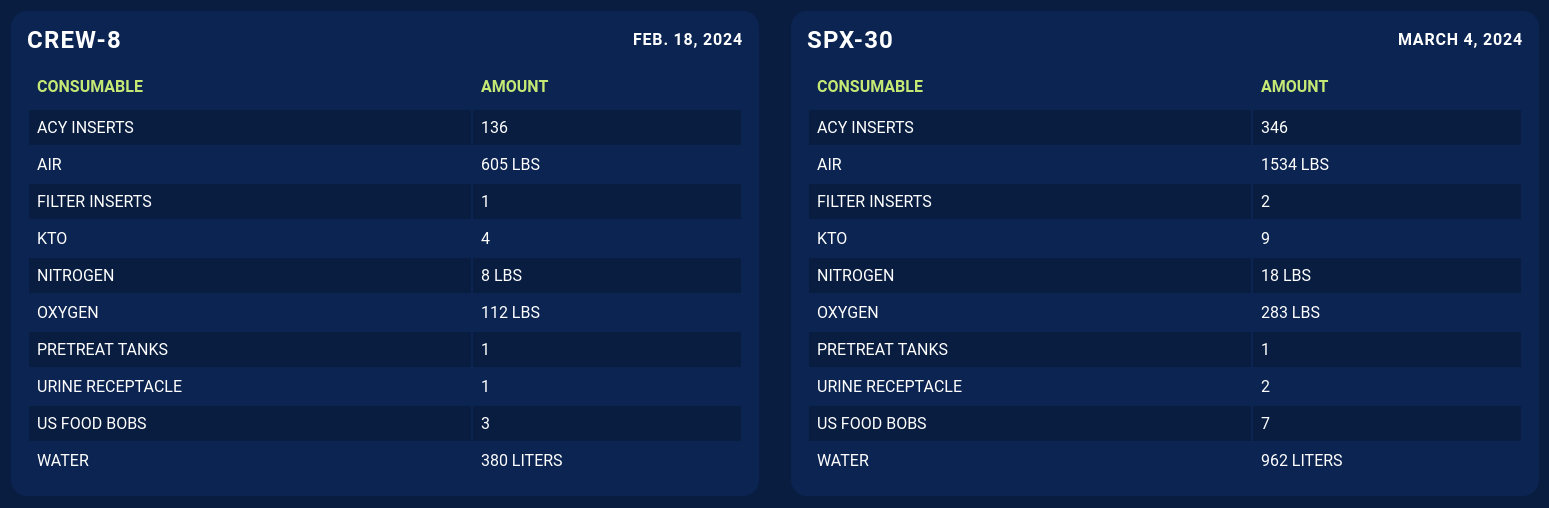 CREW-8 FEB. 18, 2024
CONSUMABLE AMOUNT
ACY INSERTS 136
AIR 605 LBS
FILTER INSERTS 1
KTO 4
NITROGEN 8 LBS
OXYGEN 112 LBS
PRETREAT TANKS 1
URINE RECEPTACLE 1
US FOOD BOBS 3
WATER 380 LITERS
SPX-30 MARCH 4, 2024
CONSUMABLE AMOUNT
ACY INSERTS 346
AIR 1534 LBS
FILTER INSERTS 2
KTO 9
NITROGEN 18 LBS
OXYGEN 283 LBS
PRETREAT TANKS 1
URINE RECEPTACLE 2
US FOOD BOBS 7
WATER 962 LITERS